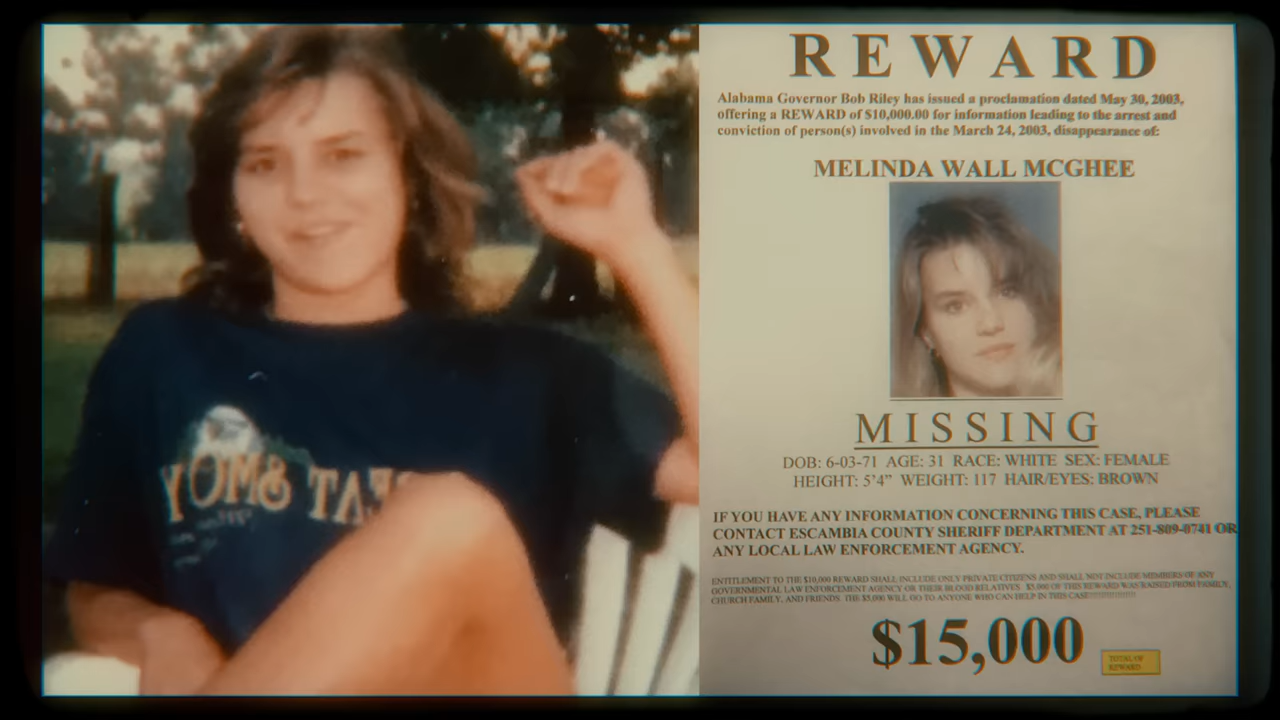 REWARD
Alabama Governor Bob Riley has issued a proclamation dated May 30, 2003,
offering a REWARD of $10,000.00 for information leading to the arrest and
conviction of person(s) involved in the March 24, 2003, disappearance of:
MELINDA WALL MCGHEE
MISSING
DOB: 6-03-71 AGE: 31 RACE: WHITE SEX: FEMALE
HEIGHT: 5'4" WEIGHT: 117 HAIR/EYES: BROWN
IF YOU HAVE ANY INFORMATION CONCERNING THIS CASE, PLEASE
CONTACT ESCAMBIA COUNTY SHERIFF DEPARTMENT AT 251-809-0741 OR
ANY LOCAL LAW ENFORCEMENT AGENCY.
ENTITLEMENT TO THE $10,000 REWARD SHALL INCLUDE ONLY PRIVATE CITIZENS AND SHALL NOT INCLUDE MEMBERS OF ANY
GOVERNMENTAL LAW ENFORCEMENT AGENCY OR THEIR BLOOD RELATIVES. $5,000 OF THIS REWARD WAS RAISED FROM FAMILY,
CHURCH FAMILY, AND FRIENDS. THE $5,000 WILL GO TO ANYONE WHO CAN HELP IN THIS CASE!!!!!!!!!!!!!!!!
$15,000
TOTAL OF
REWARD